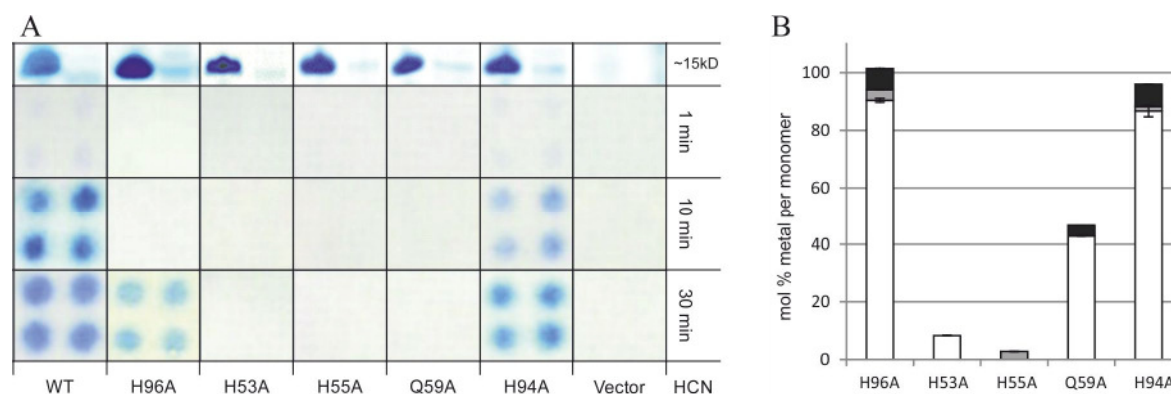 A
~15kD
1 min
10 min
30 min
WT H96A H53A H55A Q59A H94A Vector HCN
B
mol % metal per monomer
100
80
60
40
20
0
H96A H53A H55A Q59A H94A